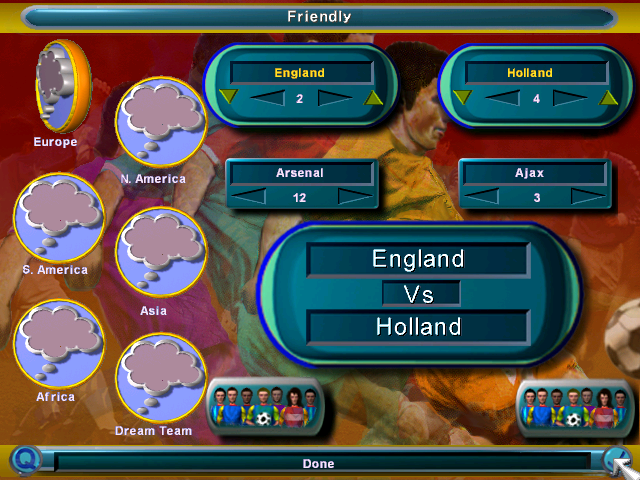 Friendly
England
2
Holland
4
Europe
N. America
Arsenal
12
Ajax
3
S. America
Asia
England
Vs
Holland
Africa
Dream Team
Q
Done